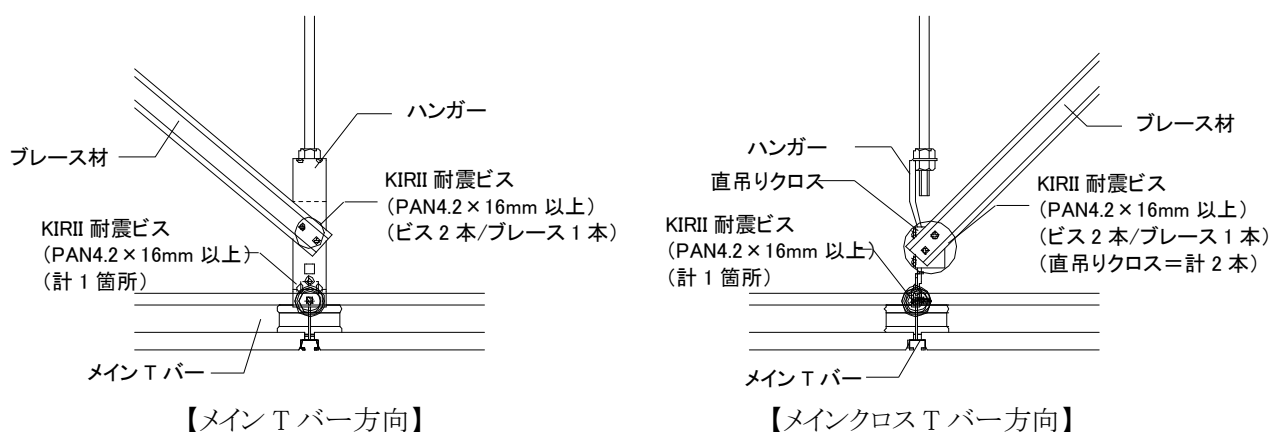 ハンガー
ブレース材
KIRII 耐震ビス
(PAN4.2×16mm 以上)
(ビス 2 本/ブレース 1 本)
KIRII 耐震ビス
(PAN4.2×16mm 以上)
(計 1 箇所)
メイン T バー
【メイン T バー方向】
ブレース材
ハンガー
直吊りクロス
KIRII 耐震ビス
(PAN4.2×16mm 以上)
(計 1 箇所)
KIRII 耐震ビス
(PAN4.2×16mm 以上)
(ビス 2 本/ブレース 1 本)
(直吊りクロス=計 2 本)
メイン T バー
【メインクロス T バー方向】